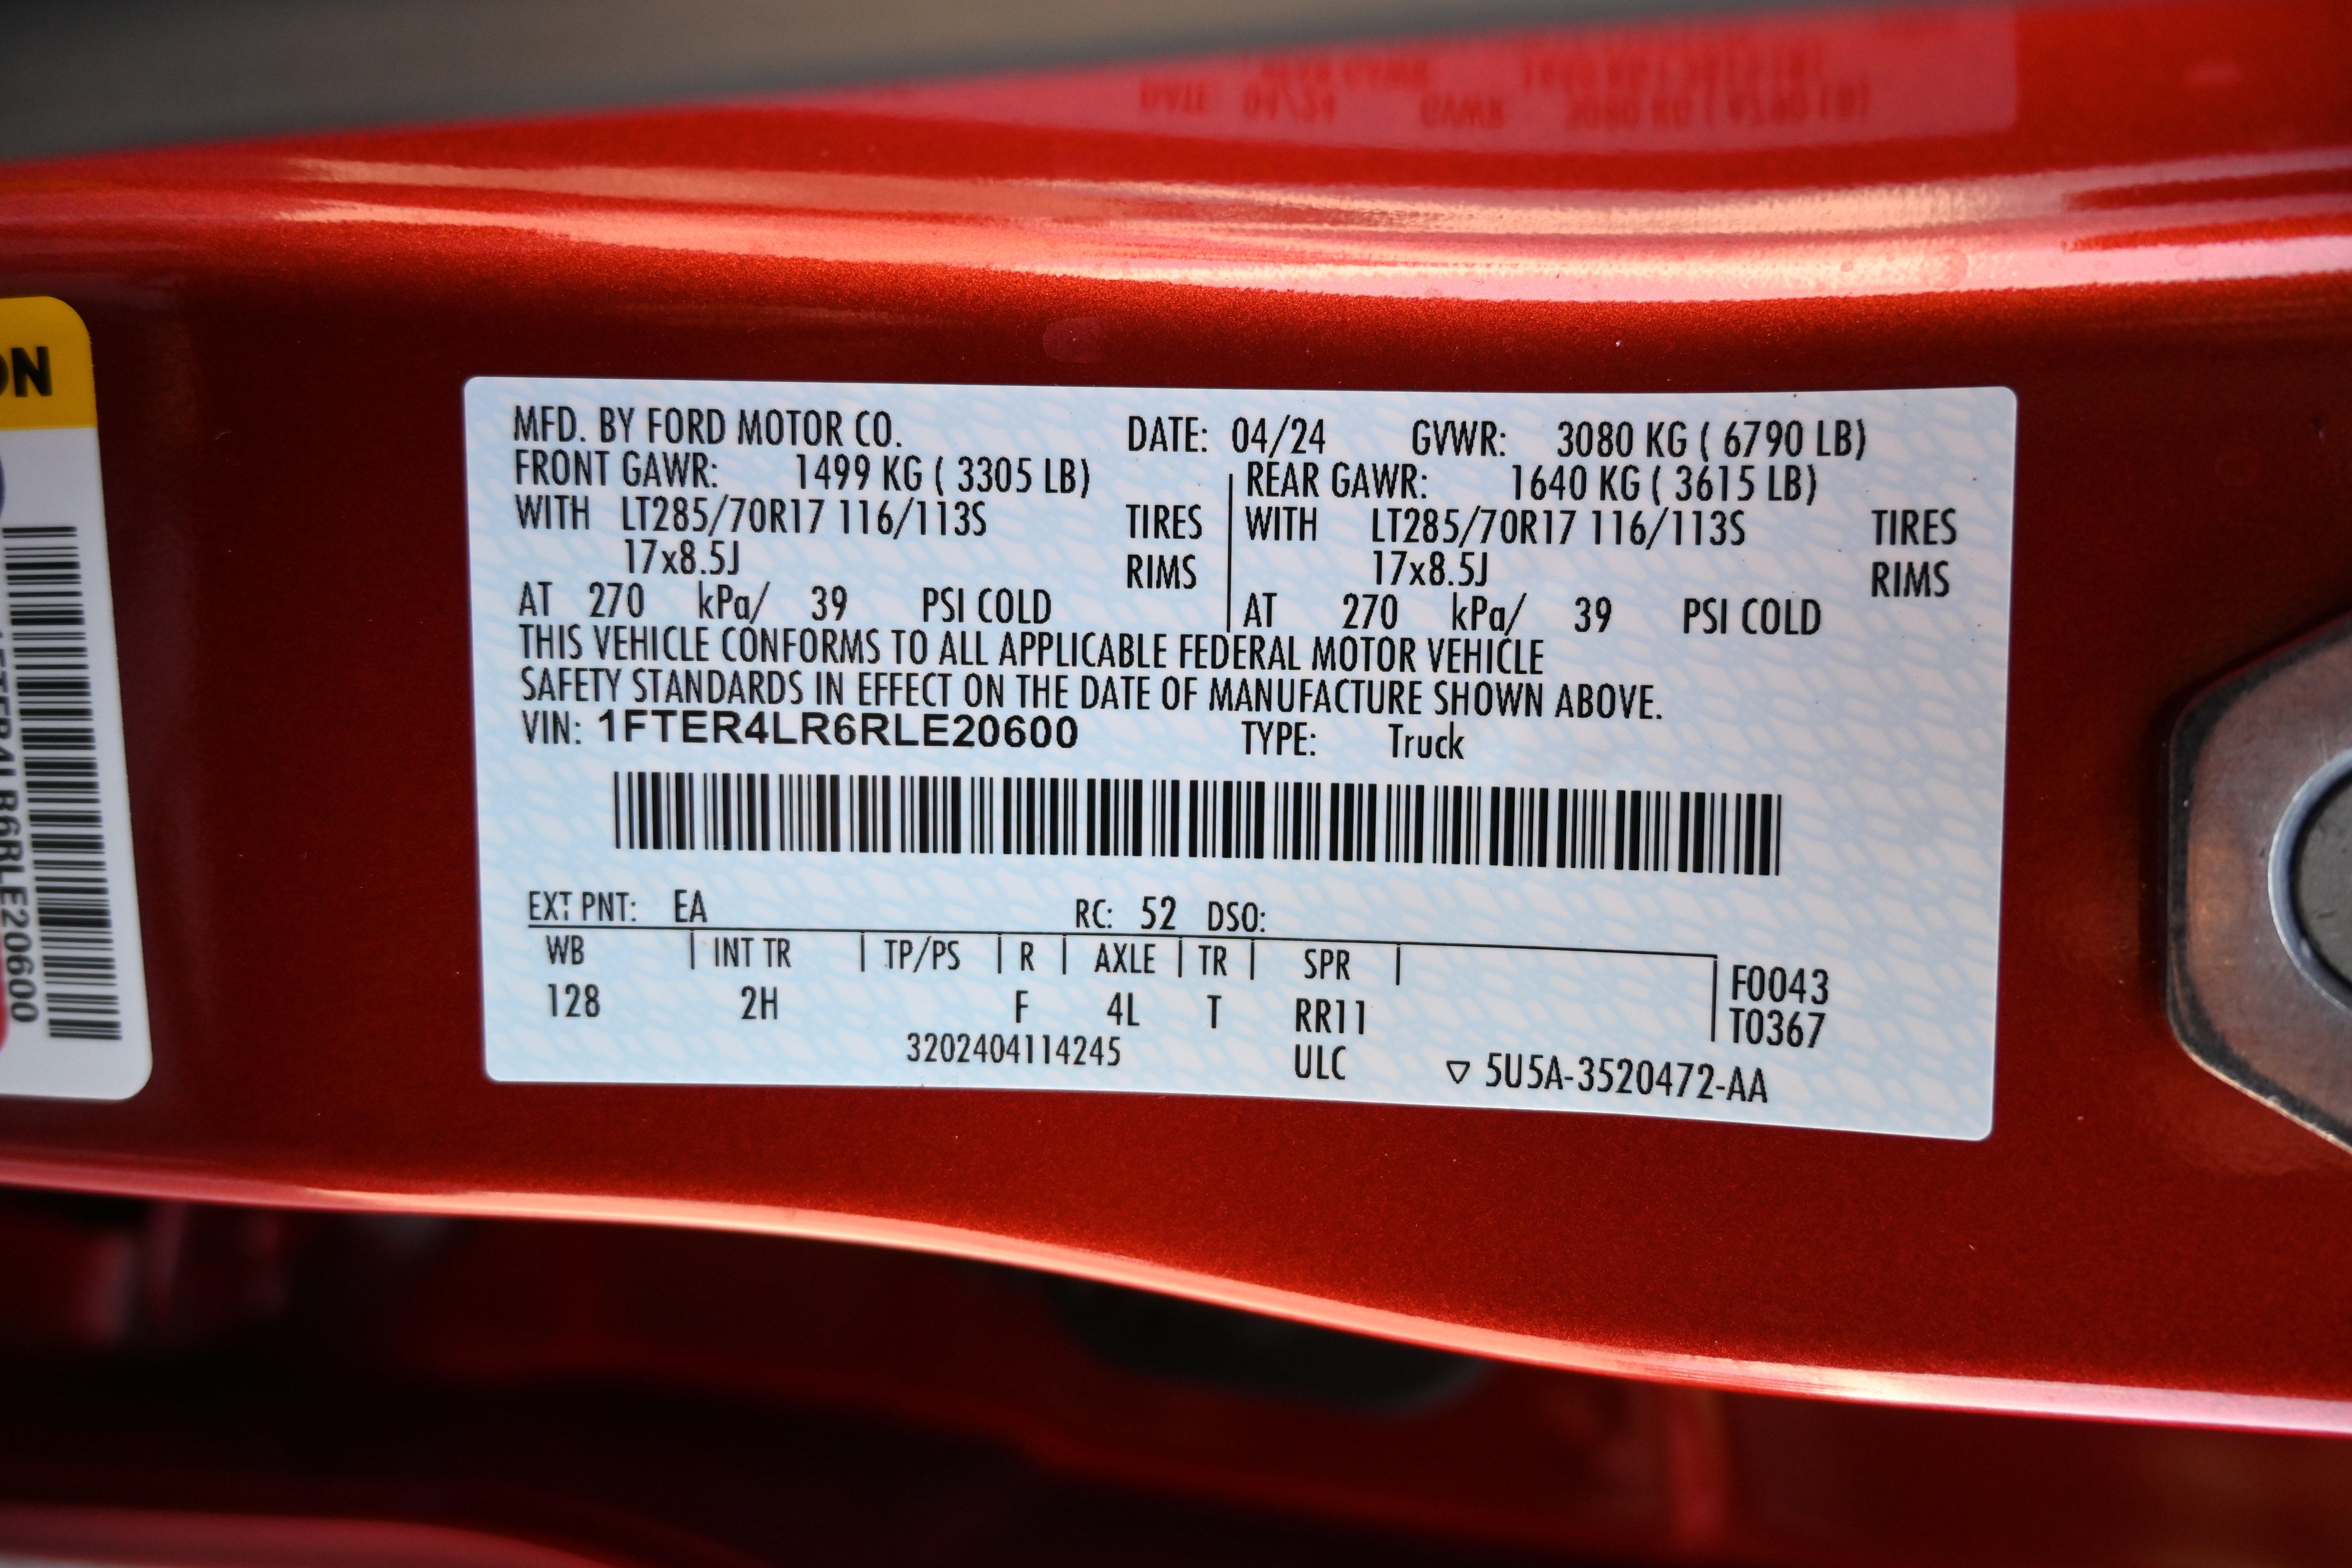 MFD. BY FORD MOTOR CO. DATE: 04/24 GVWR: 3080 KG ( 6790 LB)
FRONT GAWR: 1499 KG ( 3305 LB) REAR GAWR: 1640 KG ( 3615 LB)
WITH LT285/70R17 116/113S TIRES WITH LT285/70R17 116/113S TIRES
17x8.5J RIMS 17x8.5J RIMS
AT 270 kPa/ 39 PSI COLD AT 270 kPa/ 39 PSI COLD
THIS VEHICLE CONFORMS TO ALL APPLICABLE FEDERAL MOTOR VEHICLE
SAFETY STANDARDS IN EFFECT ON THE DATE OF MANUFACTURE SHOWN ABOVE.
VIN: 1FTER4LR6RLE20600 TYPE: Truck
EXT PNT: EA RC: 52 DSO:
WB INT TR TP/PS R AXLE TR SPR
128 2H F 4L T RR11
F0043
T0367
3202404114245 ULC ▽ 5U5A-3520472-AA
ON
1FTER4LR6RLE20600